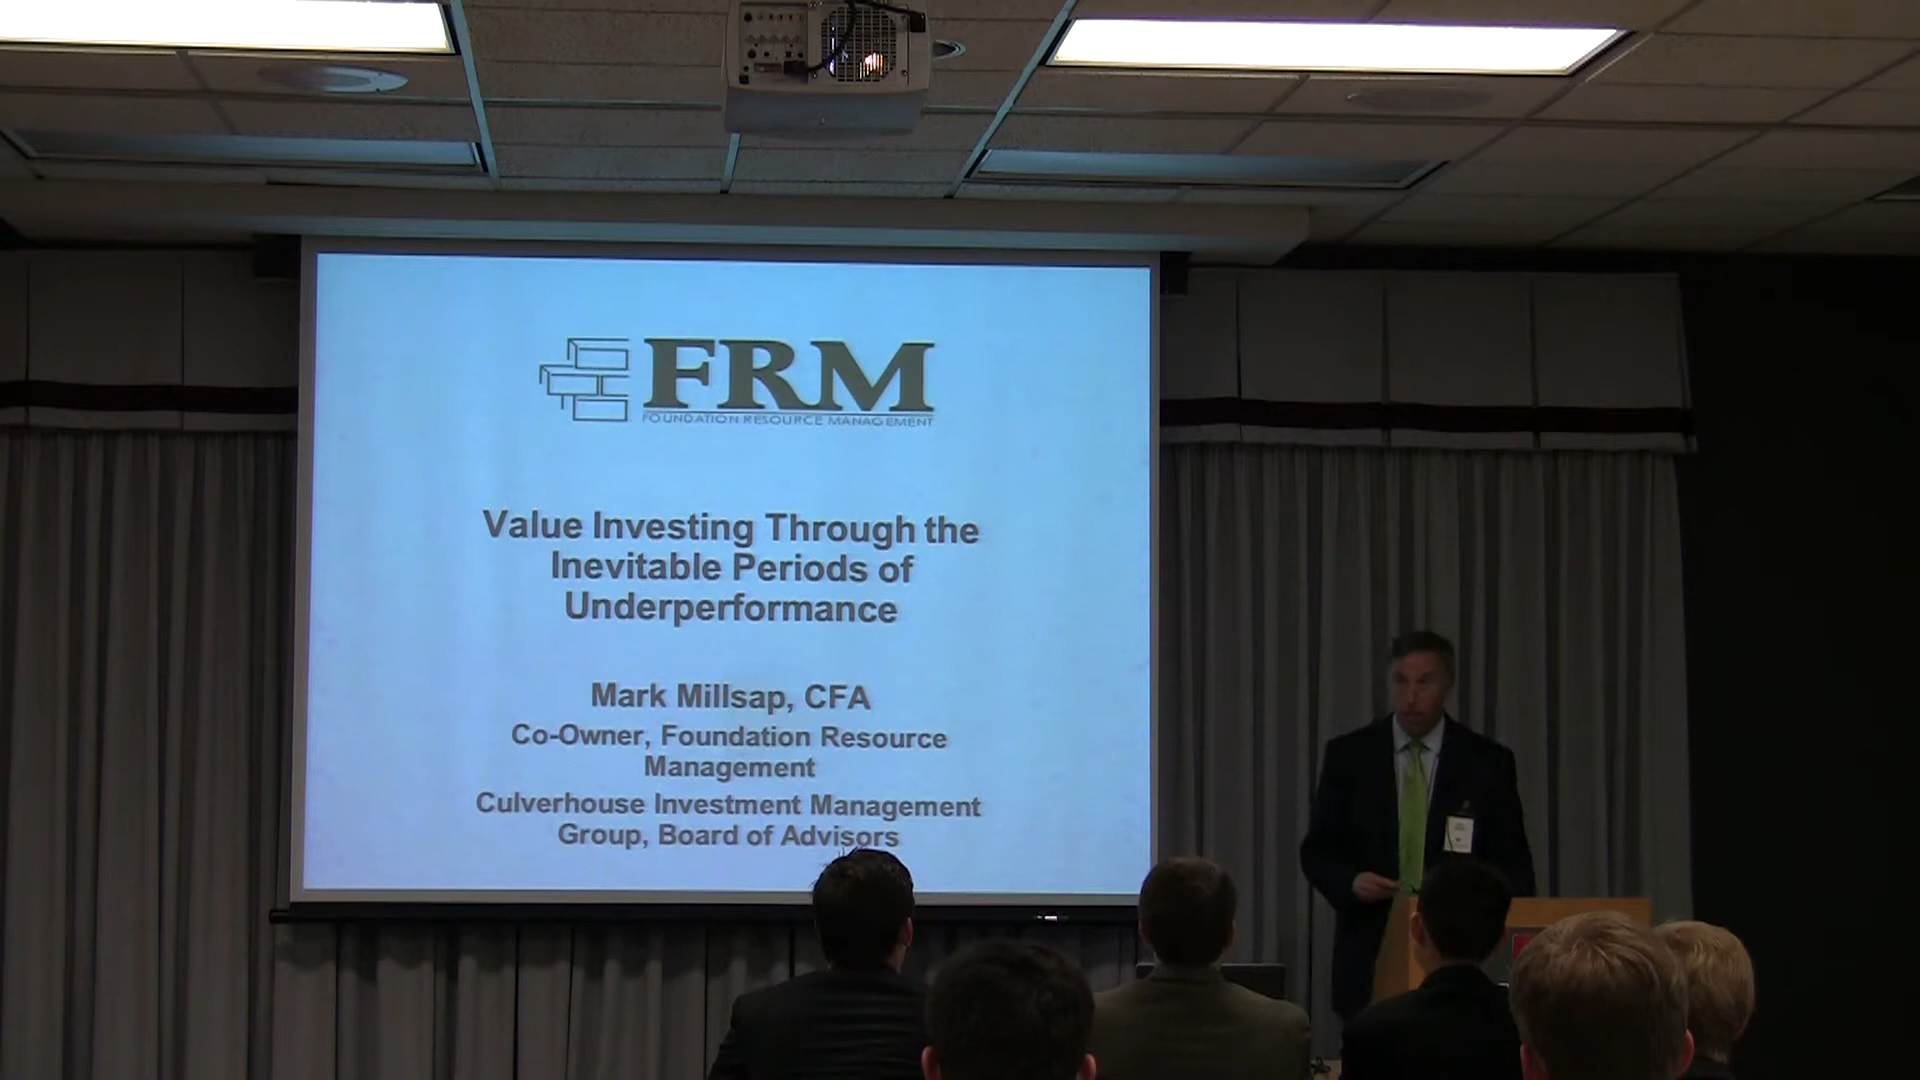 FRM
FOUNDATION RESOURCE MANAGEMENT
Value Investing Through the
Inevitable Periods of
Underperformance
Mark Millsap, CFA
Co-Owner, Foundation Resource
Management
Culverhouse Investment Management
Group, Board of Advisors